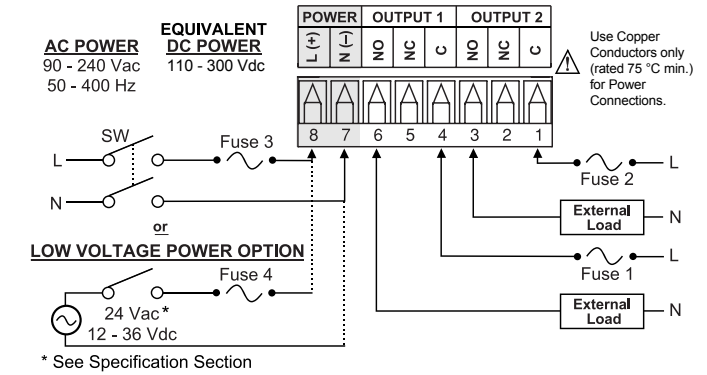 AC POWER
90 - 240 Vac
50 - 400 Hz
EQUIVALENT
DC POWER
110 - 300 Vdc
POWER OUTPUT 1 OUTPUT 2
L (+) N (−) NO NC C NO NC C
8 7 6 5 4 3 2 1
Use Copper
Conductors only
(rated 75 °C min.)
for Power
Connections.
SW
Fuse 3
L
N
or
LOW VOLTAGE POWER OPTION
Fuse 4
24 Vac*
12 - 36 Vdc
* See Specification Section
L
Fuse 2
External
Load
N
L
Fuse 1
External
Load
N